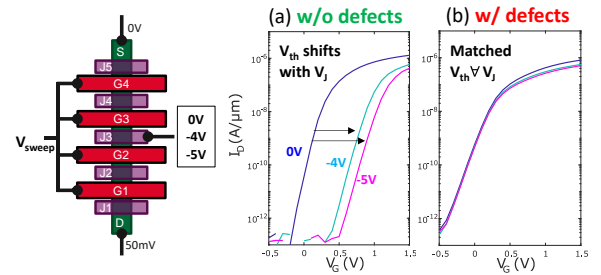 0V
S
J5
G4
J4
G3
J3
G2
J2
G1
J1
D
V_sweep
0V
-4V
-5V
50mV
(a) w/o defects
V_th shifts
with V_J
0V
-4V
-5V
I_D (A/μm)
10^-6
10^-8
10^-10
10^-12
-0.5 0 0.5 1 1.5
V_G (V)
(b) w/ defects
Matched
V_th ∀ V_J
10^-6
10^-8
10^-10
10^-12
-0.5 0 0.5 1 1.5
V_G (V)